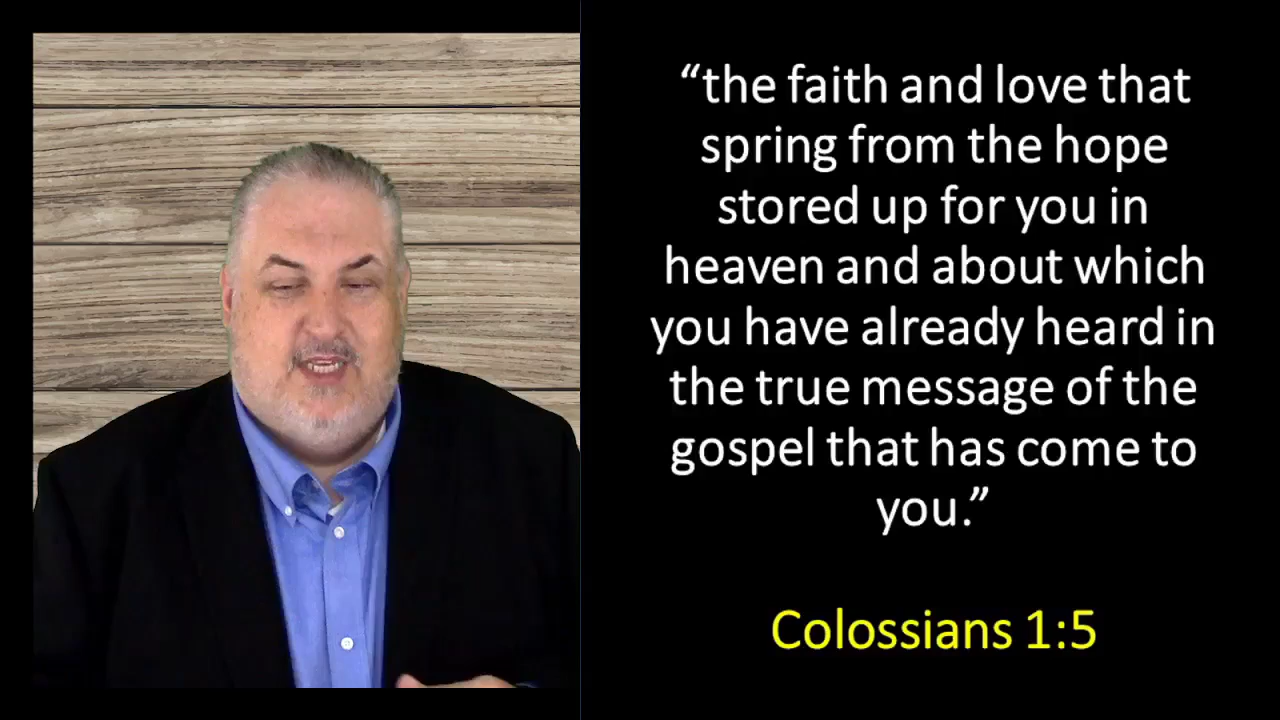 “the faith and love that
spring from the hope
stored up for you in
heaven and about which
you have already heard in
the true message of the
gospel that has come to
you.”
Colossians 1:5